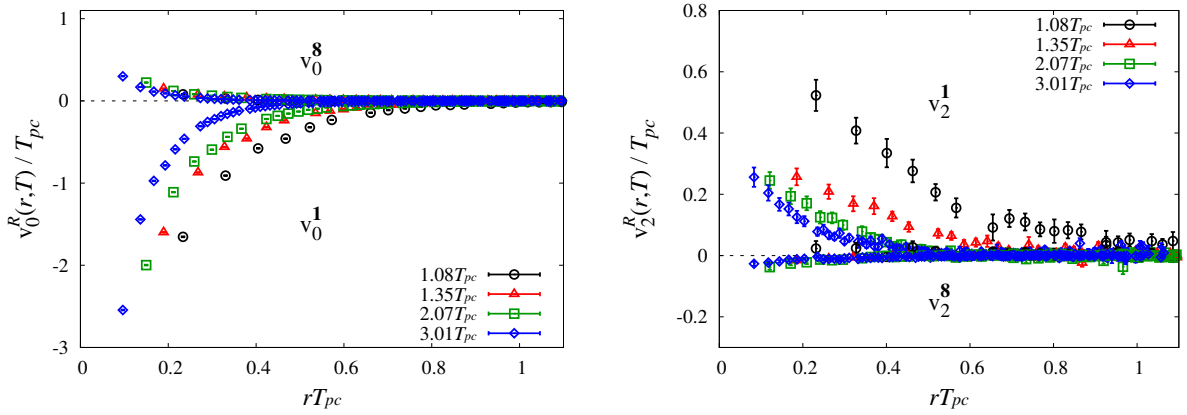 v₀ᴿ(r,T) / Tpc
1
0
-1
-2
-3
v₀⁸
v₀¹
1.08Tpc
1.35Tpc
2.07Tpc
3.01Tpc
0 0.2 0.4 0.6 0.8 1
rTpc
v₂ᴿ(r,T) / Tpc
0.8
0.6
0.4
0.2
0.0
-0.2
1.08Tpc
1.35Tpc
2.07Tpc
3.01Tpc
v₂¹
v₂⁸
0 0.2 0.4 0.6 0.8 1
rTpc